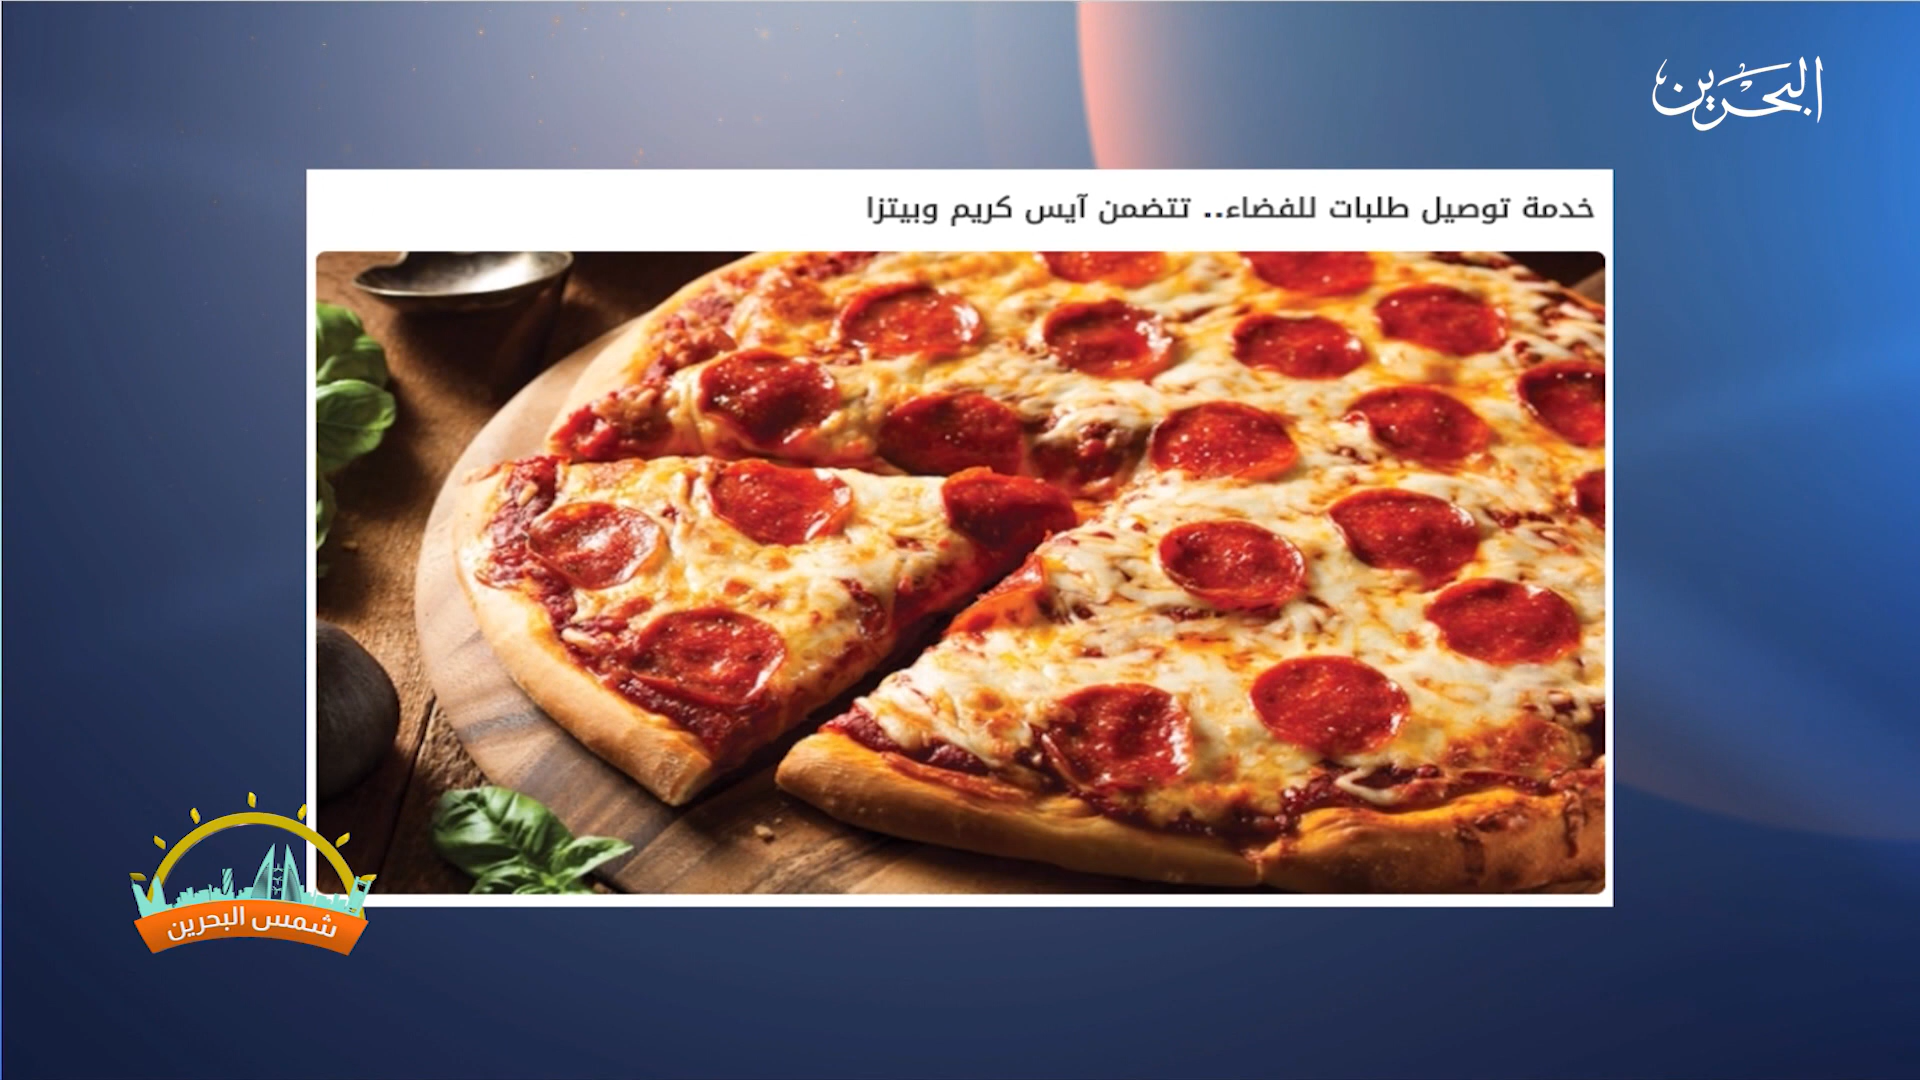 البحرين
خدمة توصيل طلبات للفضاء.. تتضمن آيس كريم وبيتزا
شمس البحرين